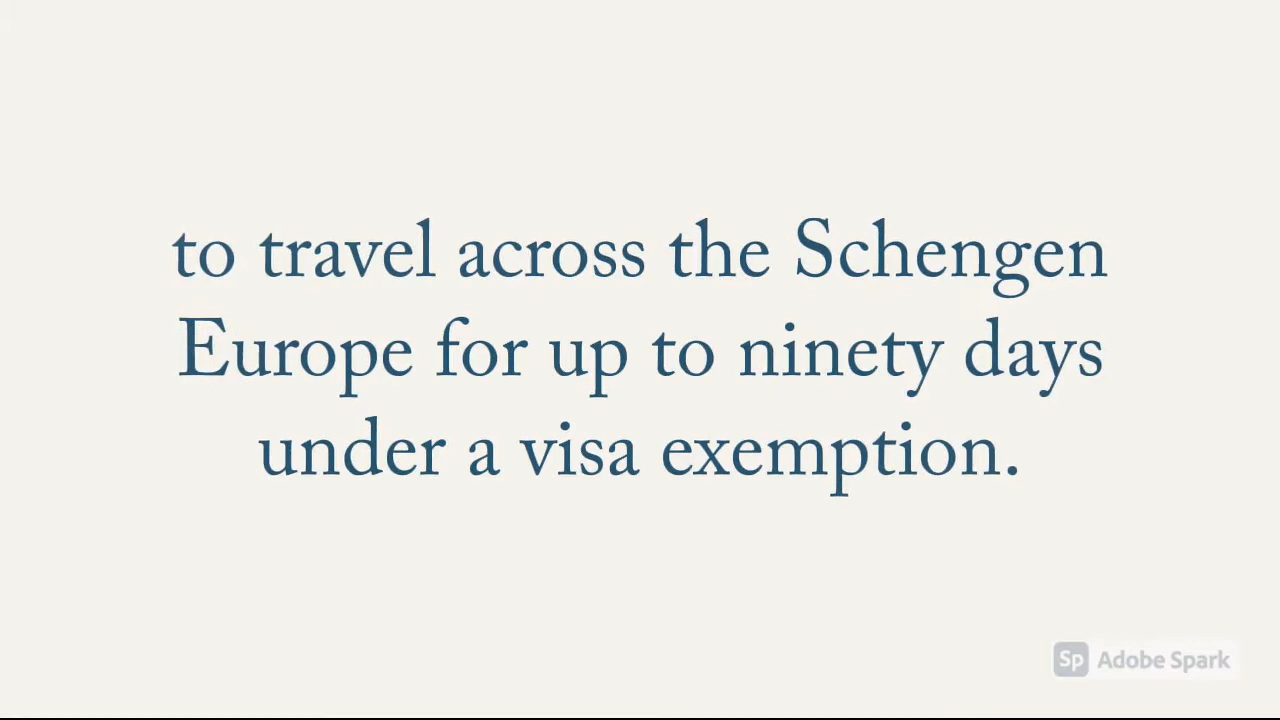 to travel across the Schengen
Europe for up to ninety days
under a visa exemption.
Sp Adobe Spark